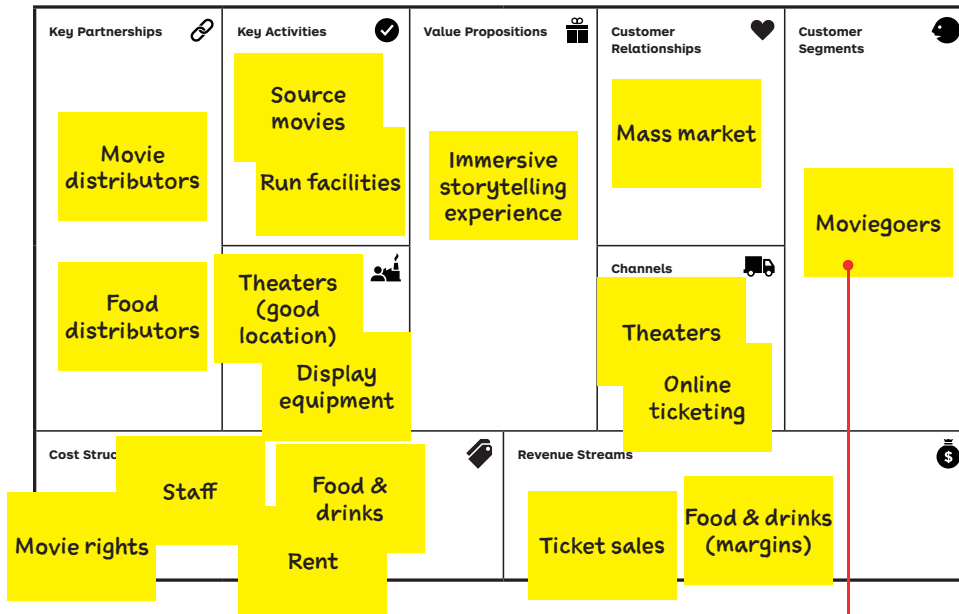 Key Partnerships
Movie
distributors
Food
distributors
Key Activities
Source
movies
Run facilities
Theaters
(good
location)
Display
equipment
Value Propositions
Immersive
storytelling
experience
Customer
Relationships
Mass market
Channels
Theaters
Online
ticketing
Customer
Segments
Moviegoers
Cost Struc
Staff
Movie rights
Food &
drinks
Rent
Revenue Streams
Ticket sales
Food & drinks
(margins)
$